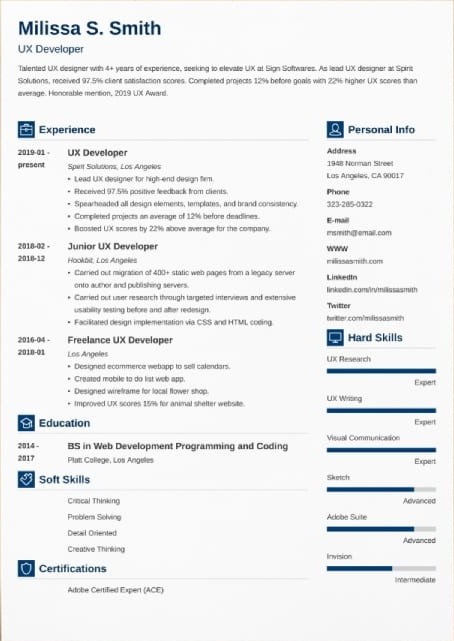 Milissa S. Smith
UX Developer
Talented UX designer with 4+ years of experience, seeking to elevate UX at Sign Softwares. As lead UX designer at Spirit
Solutions, received 97.5% client satisfaction scores. Completed projects 12% before goals with 22% higher UX scores than
average. Honorable mention, 2019 UX Award.
Experience
2019-01 -
present
UX Developer
Spirit Solutions, Los Angeles
• Lead UX designer for high-end design firm.
• Received 97.5% positive feedback from clients.
• Spearheaded all design elements, templates, and brand consistency.
• Completed projects an average of 12% before deadlines.
• Boosted UX scores by 22% above average for the company.
2018-02 -
2018-12
Junior UX Developer
Hookbit, Los Angeles
• Carried out migration of 400+ static web pages from a legacy server
onto author and publishing servers.
• Carried out user research through targeted interviews and extensive
usability testing before and after redesign.
• Facilitated design implementation via CSS and HTML coding.
2016-04 -
2018-01
Freelance UX Developer
Los Angeles
• Designed ecommerce webapp to sell calendars.
• Created mobile to do list web app.
• Designed wireframe for local flower shop.
• Improved UX scores 15% for animal shelter website.
Education
2014 -
2017
BS in Web Development Programming and Coding
Platt College, Los Angeles
Soft Skills
Critical Thinking
Problem Solving
Detail Oriented
Creative Thinking
Certifications
Adobe Certified Expert (ACE)
Personal Info
Address
1948 Norman Street
Los Angeles, CA 90017
Phone
323-285-0322
E-mail
msmith@email.com
WWW
milissasmith.com
LinkedIn
linkedin.com/in/milissasmith
Twitter
twitter.com/milissasmith
Hard Skills
UX Research
Expert
UX Writing
Expert
Visual Communication
Expert
Sketch
Advanced
Adobe Suite
Advanced
Invision
Intermediate